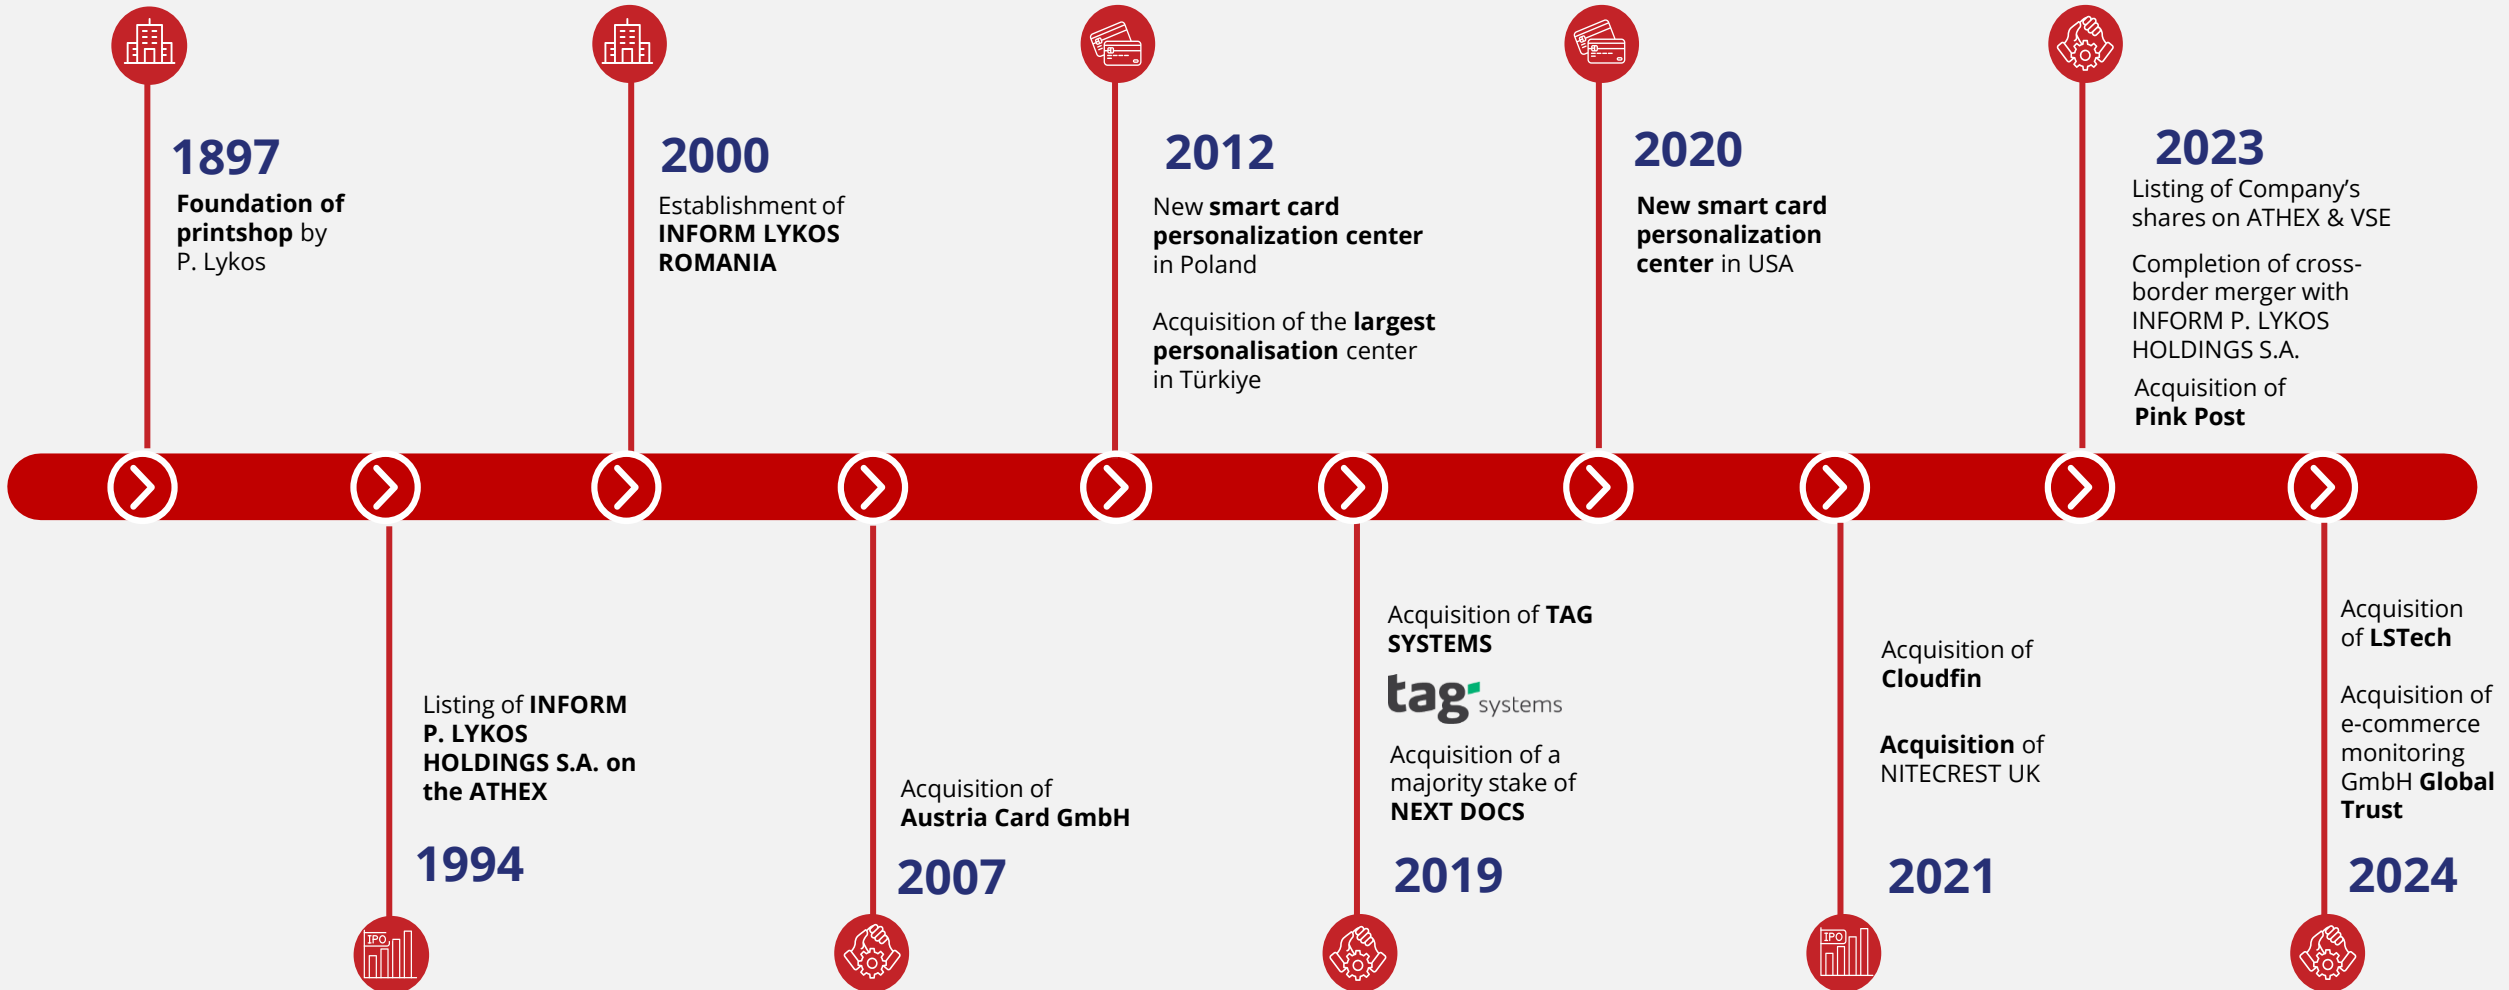 1897
Foundation of
printshop by
P. Lykos
IPO
Listing of INFORM
P. LYKOS
HOLDINGS S.A. on
the ATHEX
1994
2000
Establishment of
INFORM LYKOS
ROMANIA
Acquisition of
Austria Card GmbH
2007
2012
New smart card
personalization center
in Poland
Acquisition of the largest
personalisation center
in Türkiye
Acquisition of TAG
SYSTEMS
tag systems
Acquisition of a
majority stake of
NEXT DOCS
2019
2020
New smart card
personalization
center in USA
Acquisition of
Cloudfin
Acquisition of
NITECREST UK
2021
IPO
2023
Listing of Company’s
shares on ATHEX & VSE
Completion of cross-
border merger with
INFORM P. LYKOS
HOLDINGS S.A.
Acquisition of
Pink Post
Acquisition
of LSTech
Acquisition of
e-commerce
monitoring
GmbH Global
Trust
2024